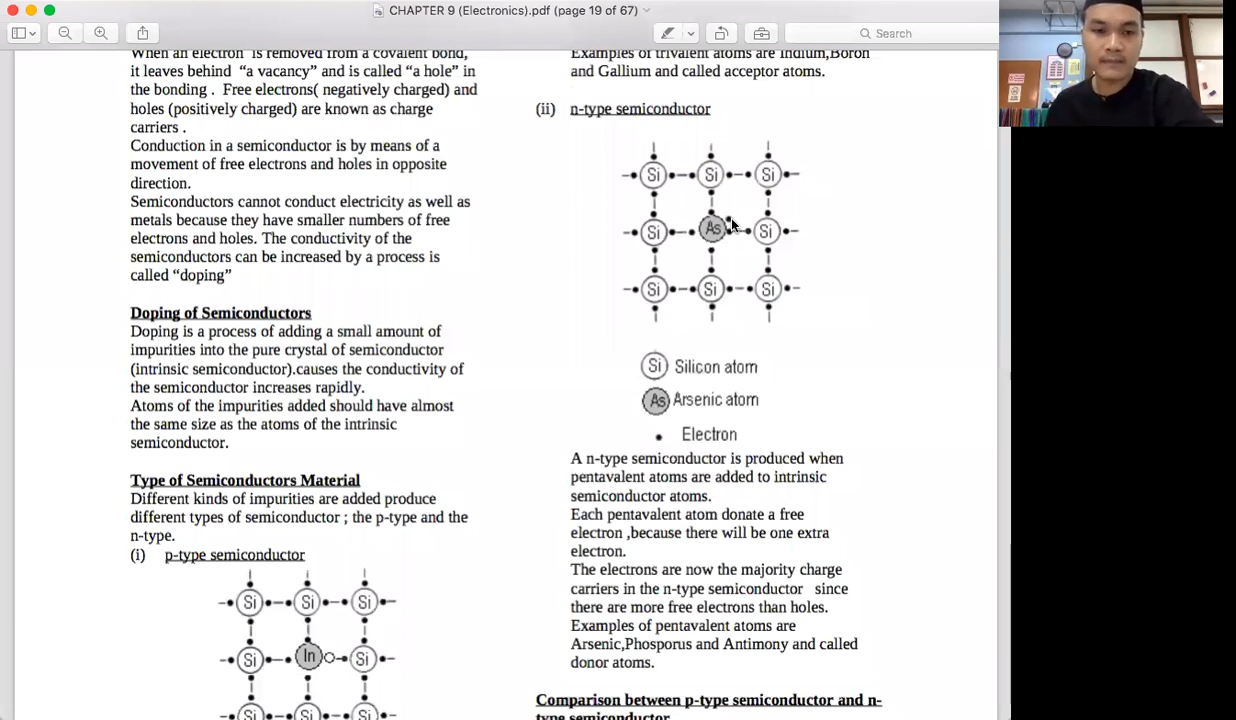 CHAPTER 9 (Electronics).pdf (page 19 of 67)
Search
When an electron is removed from a covalent bond,
it leaves behind “a vacancy” and is called “a hole” in
the bonding . Free electrons( negatively charged) and
holes (positively charged) are known as charge
carriers .
Conduction in a semiconductor is by means of a
movement of free electrons and holes in opposite
direction.
Semiconductors cannot conduct electricity as well as
metals because they have smaller numbers of free
electrons and holes. The conductivity of the
semiconductors can be increased by a process is
called “doping”
Doping of Semiconductors
Doping is a process of adding a small amount of
impurities into the pure crystal of semiconductor
(intrinsic semiconductor).causes the conductivity of
the semiconductor increases rapidly.
Atoms of the impurities added should have almost
the same size as the atoms of the intrinsic
semiconductor.
Type of Semiconductors Material
Different kinds of impurities are added produce
different types of semiconductor ; the p-type and the
n-type.
(i) p-type semiconductor
Si Si Si
Si In Si
Si Si Si
Examples of trivalent atoms are Indium,Boron
and Gallium and called acceptor atoms.
(ii) n-type semiconductor
Si Si Si
Si As Si
Si Si Si
Si Silicon atom
As Arsenic atom
Electron
A n-type semiconductor is produced when
pentavalent atoms are added to intrinsic
semiconductor atoms.
Each pentavalent atom donate a free
electron ,because there will be one extra
electron.
The electrons are now the majority charge
carriers in the n-type semiconductor since
there are more free electrons than holes.
Examples of pentavalent atoms are
Arsenic,Phosporus and Antimony and called
donor atoms.
Comparison between p-type semiconductor and n-
type semiconductor